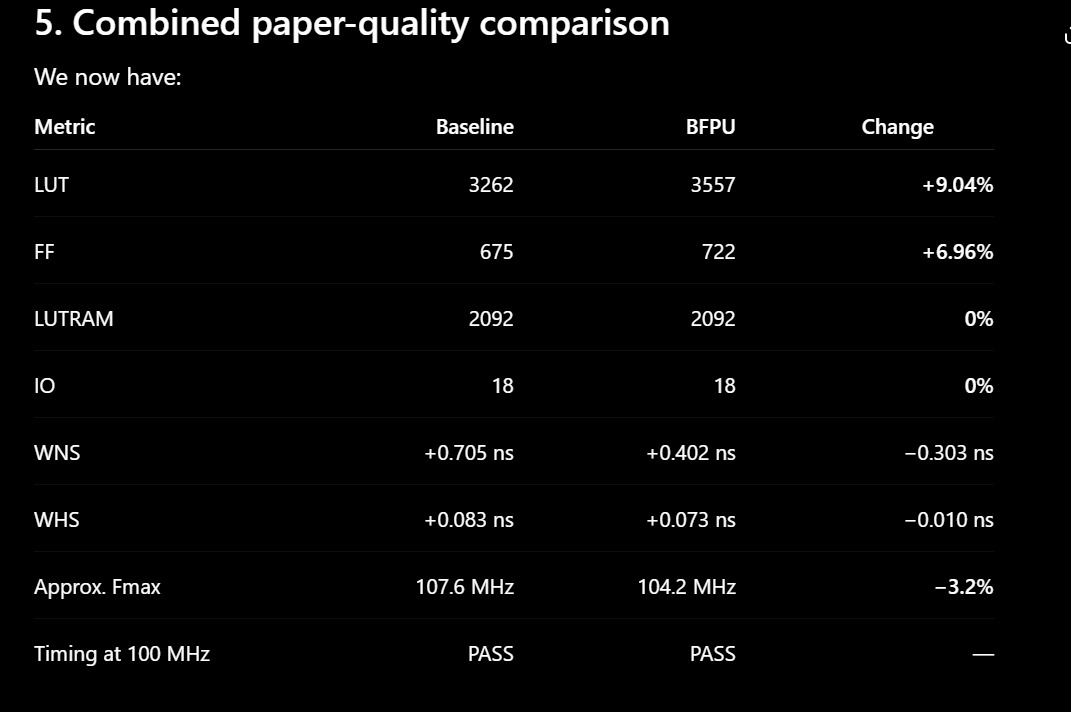 5. Combined paper-quality comparison
We now have:
Metric Baseline BFPU Change
LUT 3262 3557 +9.04%
FF 675 722 +6.96%
LUTRAM 2092 2092 0%
IO 18 18 0%
WNS +0.705 ns +0.402 ns −0.303 ns
WHS +0.083 ns +0.073 ns −0.010 ns
Approx. Fmax 107.6 MHz 104.2 MHz −3.2%
Timing at 100 MHz PASS PASS —